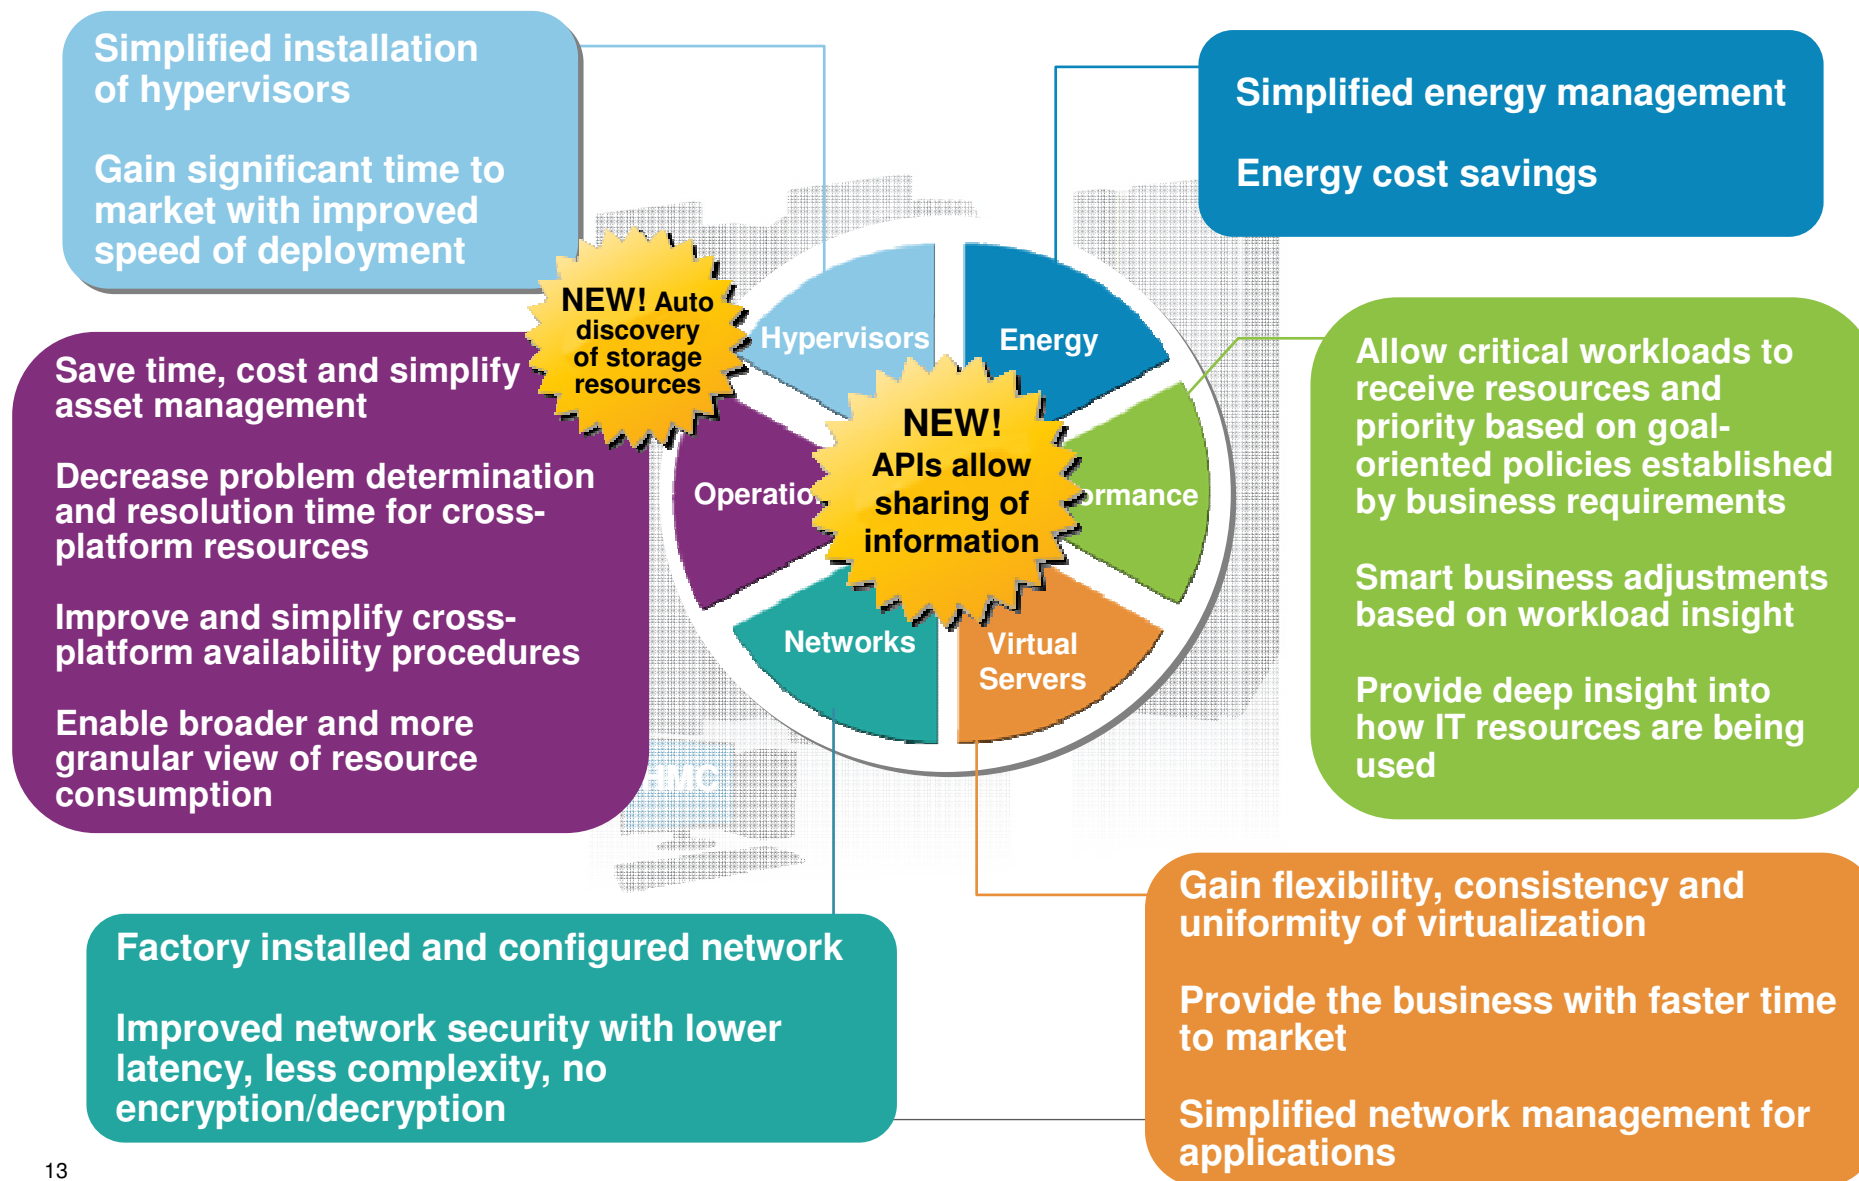 Simplified installation
of hypervisors
Gain significant time to
market with improved
speed of deployment
Simplified energy management
Energy cost savings
NEW! Auto
discovery
of storage
resources
Hypervisors
Energy
Save time, cost and simplify
asset management
Decrease problem determination
and resolution time for cross-
platform resources
Improve and simplify cross-
platform availability procedures
Enable broader and more
granular view of resource
consumption
NEW!
APIs allow
sharing of
information
Allow critical workloads to
receive resources and
priority based on goal-
oriented policies established
by business requirements
Smart business adjustments
based on workload insight
Provide deep insight into
how IT resources are being
used
Networks
Virtual
Servers
HMC
Factory installed and configured network
Improved network security with lower
latency, less complexity, no
encryption/decryption
Gain flexibility, consistency and
uniformity of virtualization
Provide the business with faster time
to market
Simplified network management for
applications
13